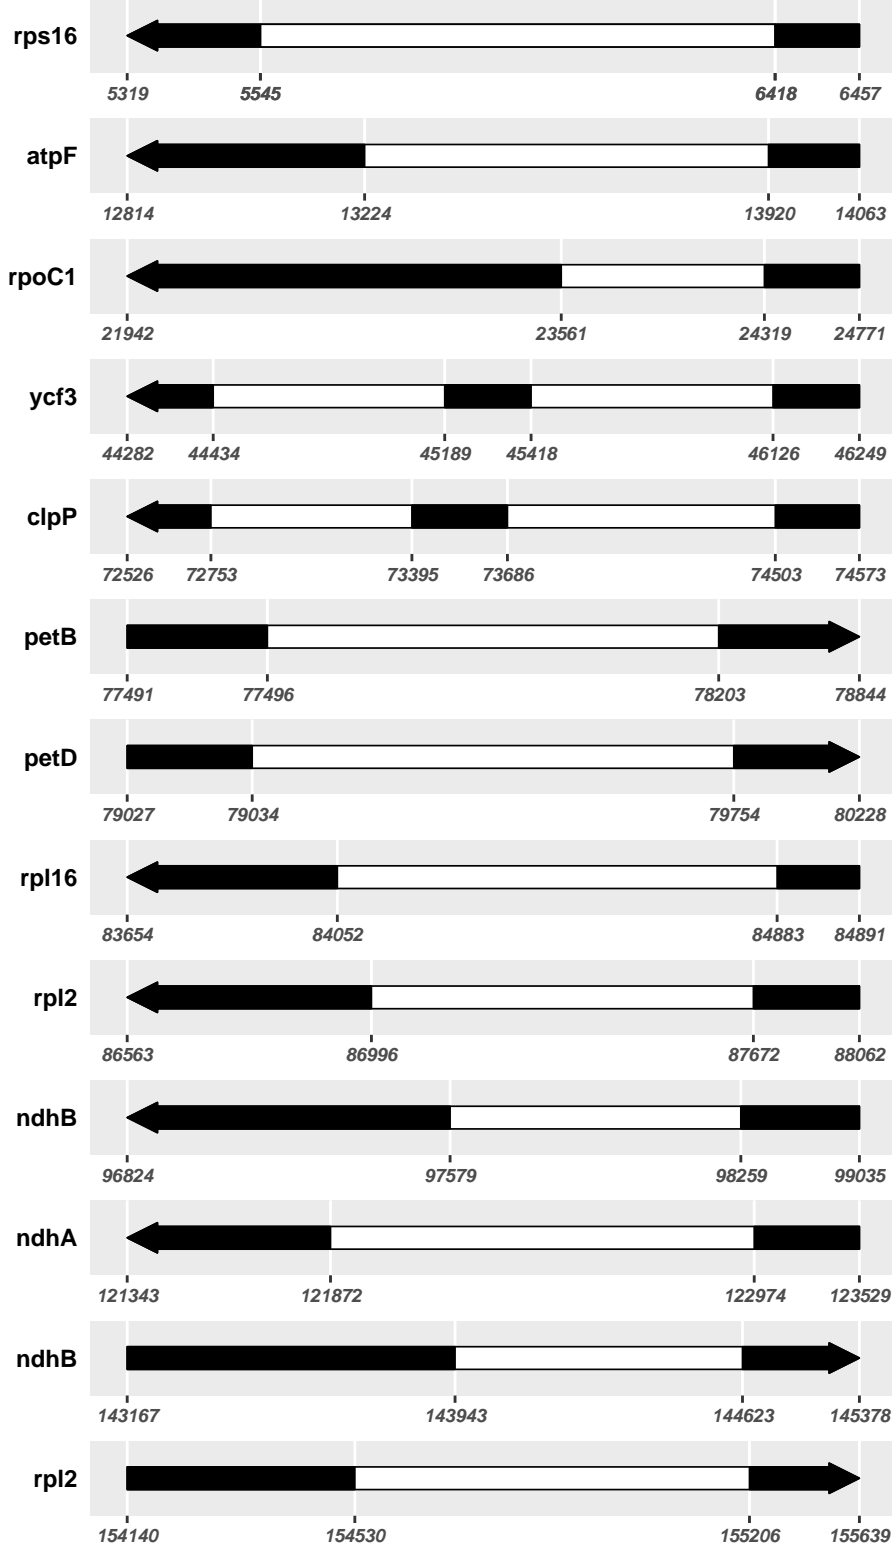 rps16
5319 5545 6418 6457
atpF
12814 13224 13920 14063
rpoC1
21942 23561 24319 24771
ycf3
44282 44434 45189 45418 46126 46249
clpP
72526 72753 73395 73686 74503 74573
petB
77491 77496 78203 78844
petD
79027 79034 79754 80228
rpl16
83654 84052 84883 84891
rpl2
86563 86996 87672 88062
ndhB
96824 97579 98259 99035
ndhA
121343 121872 122974 123529
ndhB
143167 143943 144623 145378
rpl2
154140 154530 155206 155639